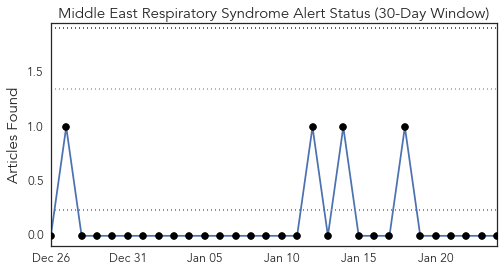 Middle East Respiratory Syndrome Alert Status (30-Day Window)
Articles Found
1.5
1.0
0.5
0.0
Dec 26 Dec 31 Jan 05 Jan 10 Jan 15 Jan 20